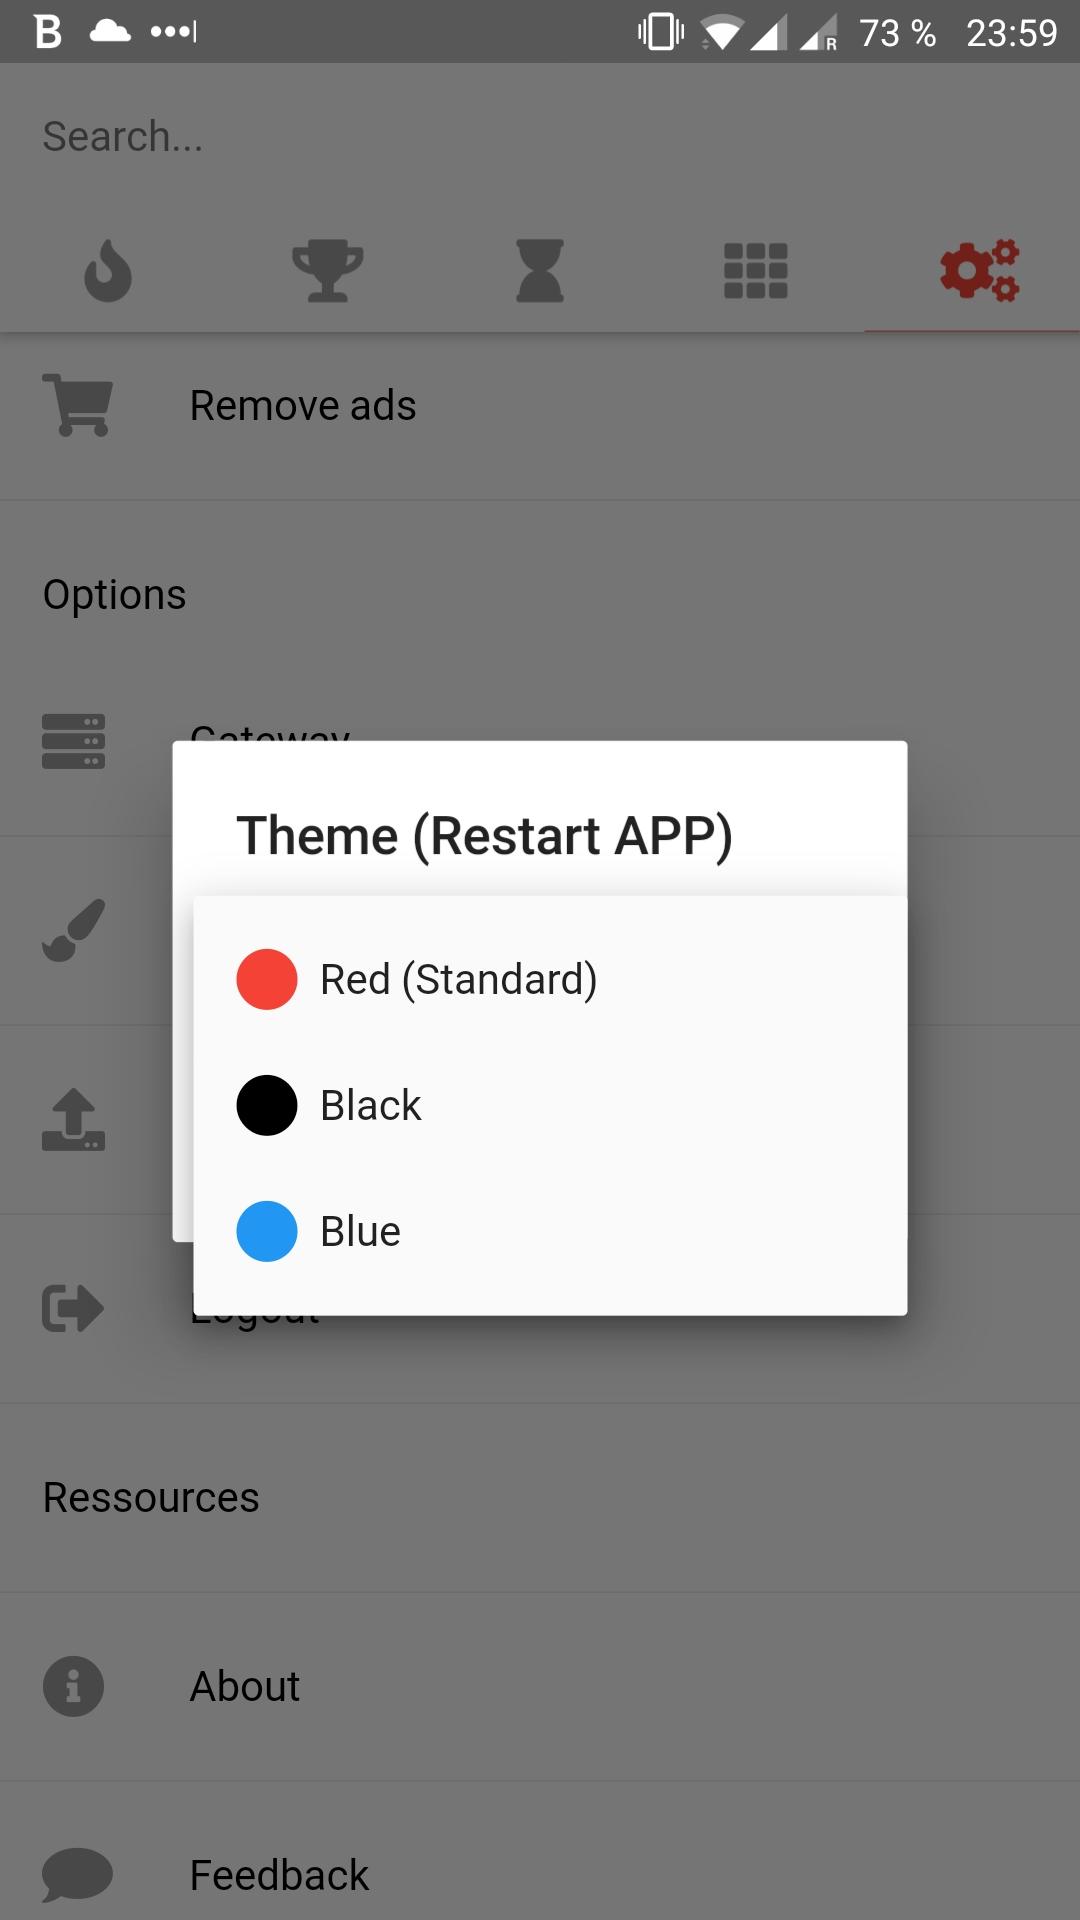 73 % 23:59
Search...
Remove ads
Options
Gateway
Theme (Restart APP)
Red (Standard)
Black
Blue
Logout
Ressources
About
Feedback